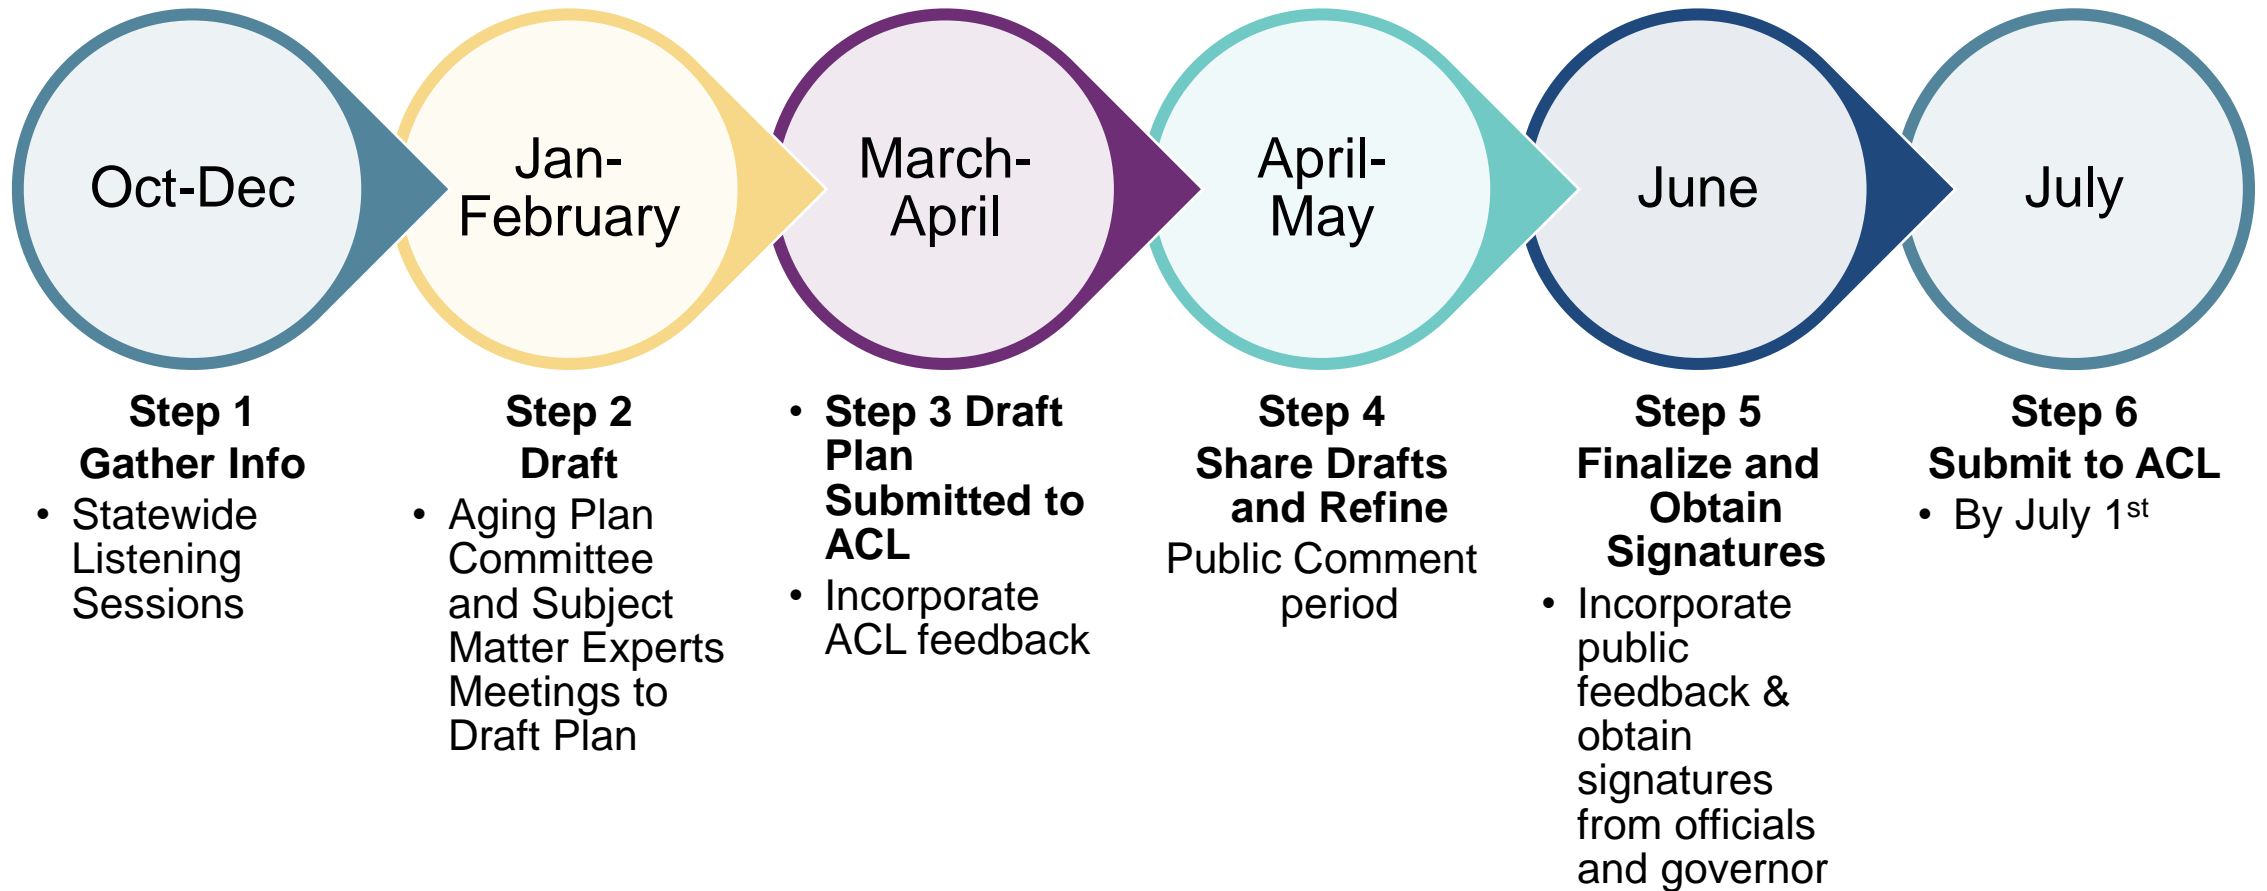 Oct-Dec
Jan-
February
March-
April
April-
May
June
July
Step 1
Gather Info
• Statewide
Listening
Sessions
Step 2
Draft
• Aging Plan
Committee
and Subject
Matter Experts
Meetings to
Draft Plan
• Step 3 Draft
Plan
Submitted to
ACL
• Incorporate
ACL feedback
Step 4
Share Drafts
and Refine
Public Comment
period
Step 5
Finalize and
Obtain
Signatures
• Incorporate
public
feedback &
obtain
signatures
from officials
and governor
Step 6
Submit to ACL
• By July 1st